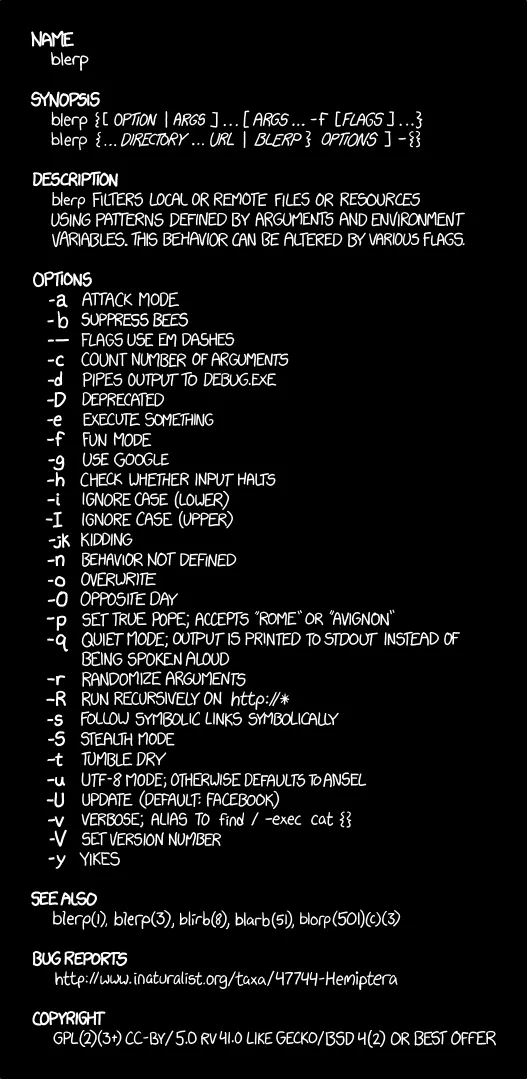 NAME
blerp
SYNOPSIS
blerp {[ OPTION | ARGS ]...[ ARGS ... -f [FLAGS] ...}
blerp {... DIRECTORY ... URL | BLERP } OPTIONS ] -{}
DESCRIPTION
blerp FILTERS LOCAL OR REMOTE FILES OR RESOURCES
USING PATTERNS DEFINED BY ARGUMENTS AND ENVIRONMENT
VARIABLES. THIS BEHAVIOR CAN BE ALTERED BY VARIOUS FLAGS.
OPTIONS
-a ATTACK MODE
-b SUPPRESS BEES
-— FLAGS USE EM DASHES
-c COUNT NUMBER OF ARGUMENTS
-d PIPES OUTPUT TO DEBUG.EXE
-D DEPRECATED
-e EXECUTE SOMETHING
-f FUN MODE
-g USE GOOGLE
-h CHECK WHETHER INPUT HALTS
-i IGNORE CASE (LOWER)
-I IGNORE CASE (UPPER)
-jk KIDDING
-n BEHAVIOR NOT DEFINED
-o OVERWRITE
-O OPPOSITE DAY
-p SET TRUE POPE; ACCEPTS "ROME" OR "AVIGNON"
-q QUIET MODE; OUTPUT IS PRINTED TO STDOUT INSTEAD OF
BEING SPOKEN ALOUD
-r RANDOMIZE ARGUMENTS
-R RUN RECURSIVELY ON http://*
-s FOLLOW SYMBOLIC LINKS SYMBOLICALLY
-S STEALTH MODE
-t TUMBLE DRY
-u UTF-8 MODE; OTHERWISE DEFAULTS TO ANSEL
-U UPDATE (DEFAULT: FACEBOOK)
-v VERBOSE; ALIAS TO find / -exec cat {}
-V SET VERSION NUMBER
-y YIKES
SEE ALSO
blerp(1), blerp(3), blirb(8), blarb(51), blorp(501)(c)(3)
BUG REPORTS
http://www.inaturalist.org/taxa/47744-Hemiptera
COPYRIGHT
GPL(2)(3+) CC-BY/5.0 RV 41.0 LIKE GECKO/BSD 4(2) OR BEST OFFER